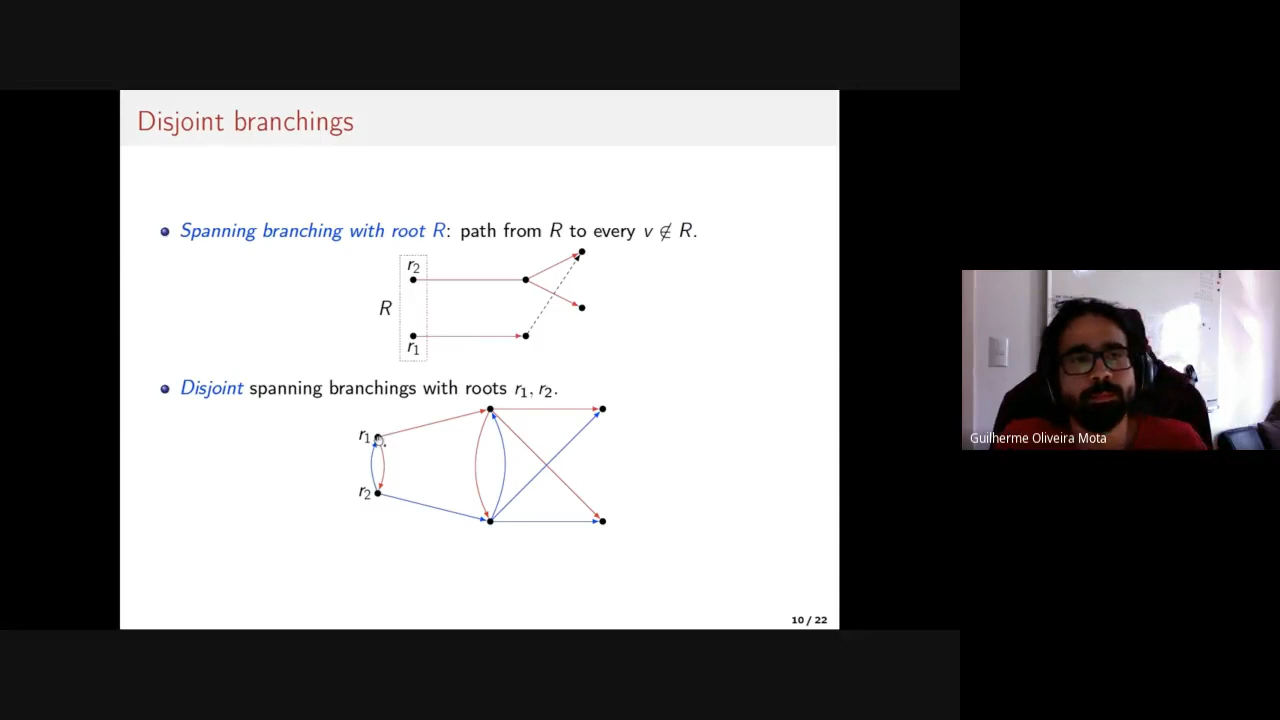 Disjoint branchings
Spanning branching with root R: path from R to every v ∉ R.
r₂
R
r₁
Disjoint spanning branchings with roots r₁, r₂.
r₁
r₂
10 / 22
Guilherme Oliveira Mota